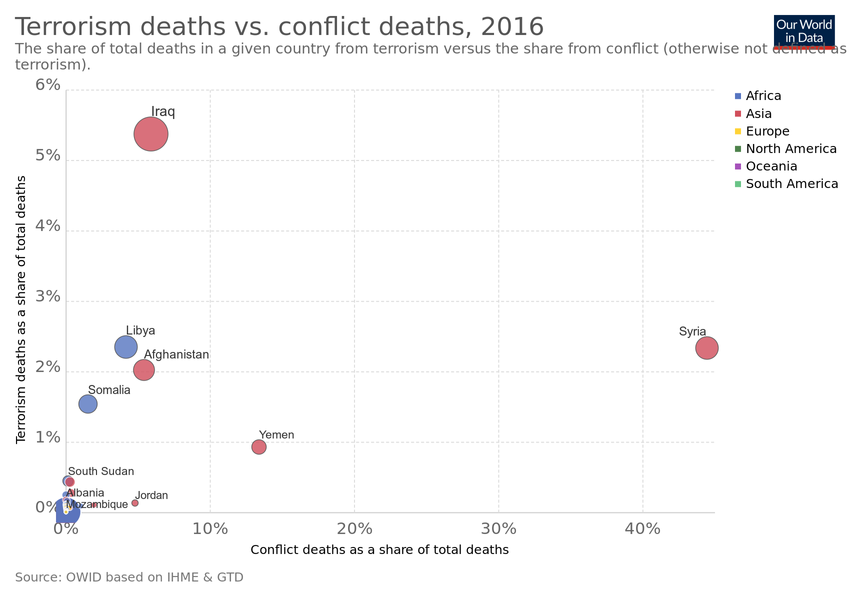 Terrorism deaths vs. conflict deaths, 2016
Our World
in Data
The share of total deaths in a given country from terrorism versus the share from conflict (otherwise not defined as
terrorism).
6%
5%
4%
3%
2%
1%
0%
Terrorism deaths as a share of total deaths
Iraq
Libya
Afghanistan
Somalia
Syria
Yemen
South Sudan
Albania
Mozambique
Jordan
0%
10%
20%
30%
40%
Conflict deaths as a share of total deaths
Africa
Asia
Europe
North America
Oceania
South America
Source: OWID based on IHME & GTD